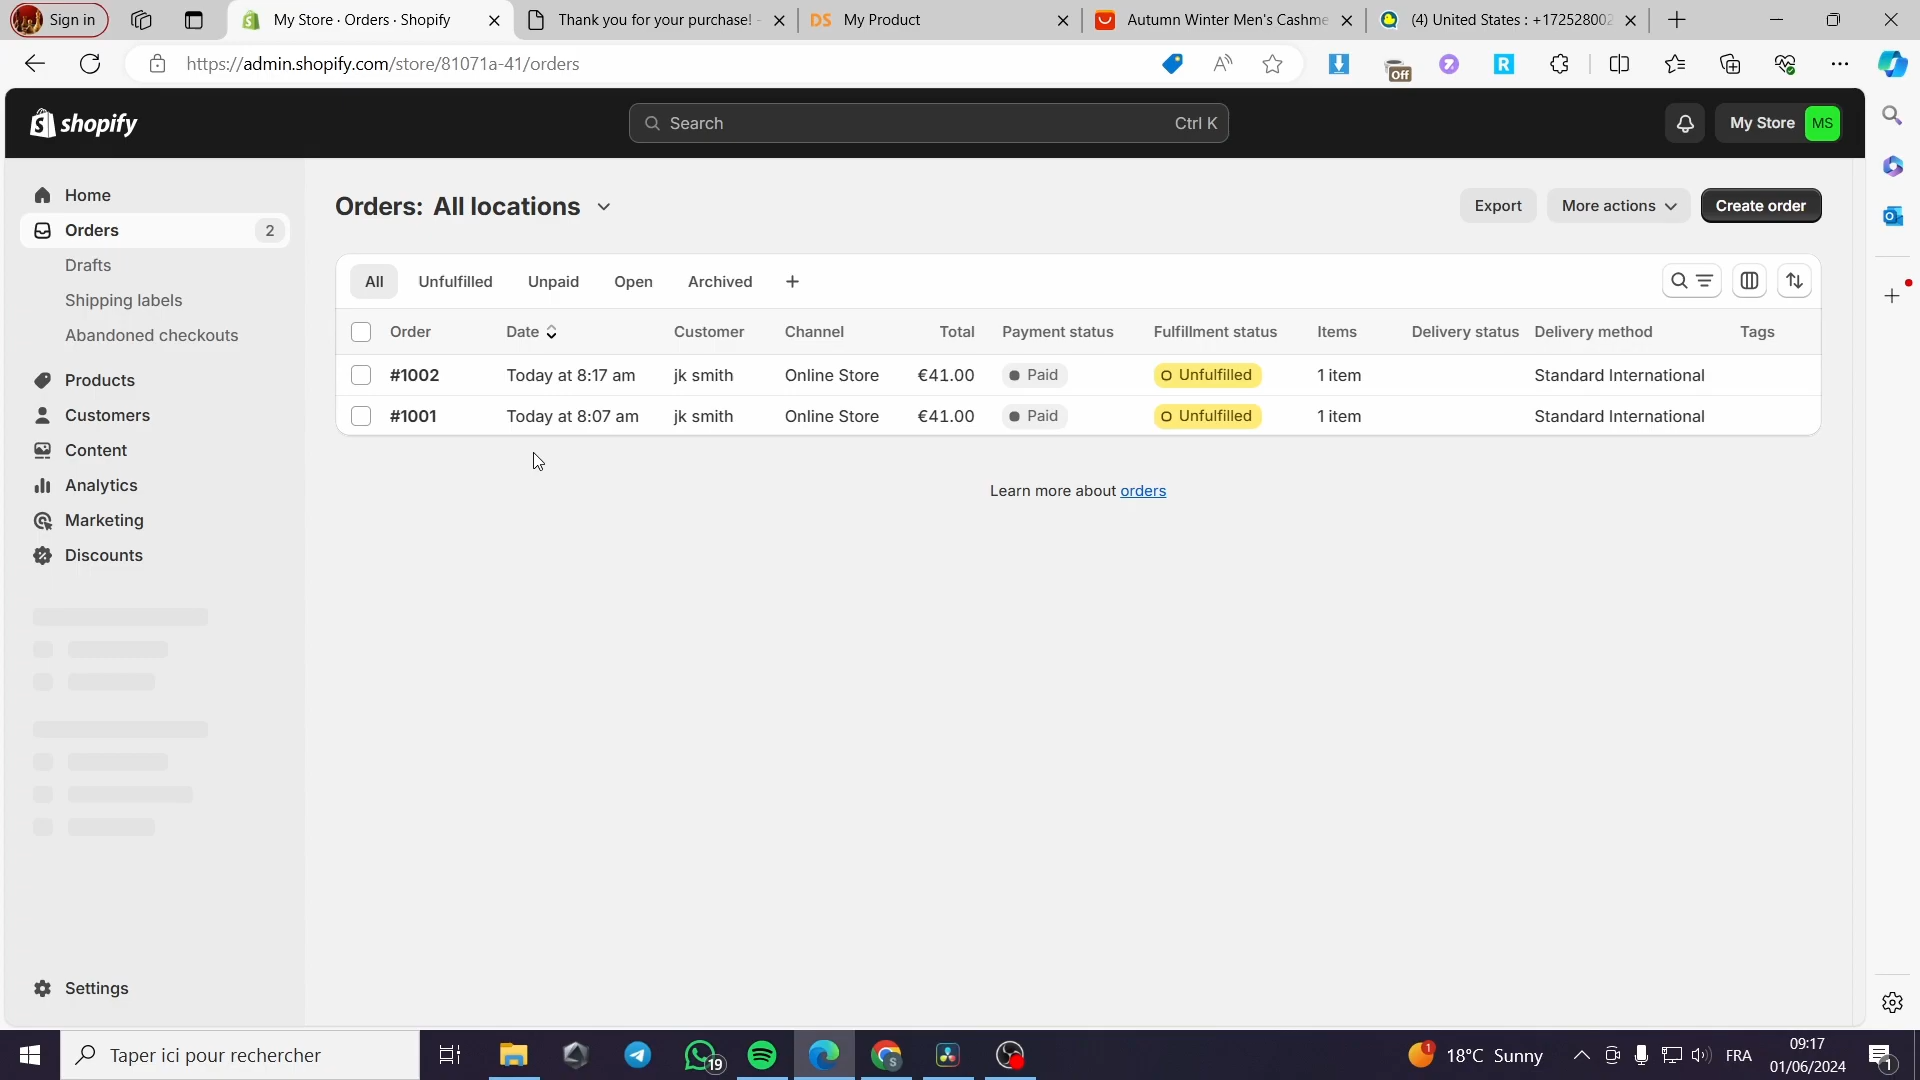 Sign in
My Store · Orders · Shopify
Thank you for your purchase! -
DS My Product
Autumn Winter Men's Cashme
(4) United States : +172528002
https://admin.shopify.com/store/81071a-41/orders
Off
shopify
Search
Ctrl K
My Store
MS
Home
Orders
2
Drafts
Shipping labels
Abandoned checkouts
Products
Customers
Content
Analytics
Marketing
Discounts
Settings
Orders: All locations
Export
More actions
Create order
All
Unfulfilled
Unpaid
Open
Archived
Order Date Customer Channel Total Payment status Fulfillment status Items Delivery status Delivery method Tags
#1002 Today at 8:17 am jk smith Online Store €41.00 Paid Unfulfilled 1 item Standard International
#1001 Today at 8:07 am jk smith Online Store €41.00 Paid Unfulfilled 1 item Standard International
Learn more about orders
Taper ici pour rechercher
19
1
18°C Sunny
FRA
09:17
01/06/2024
1